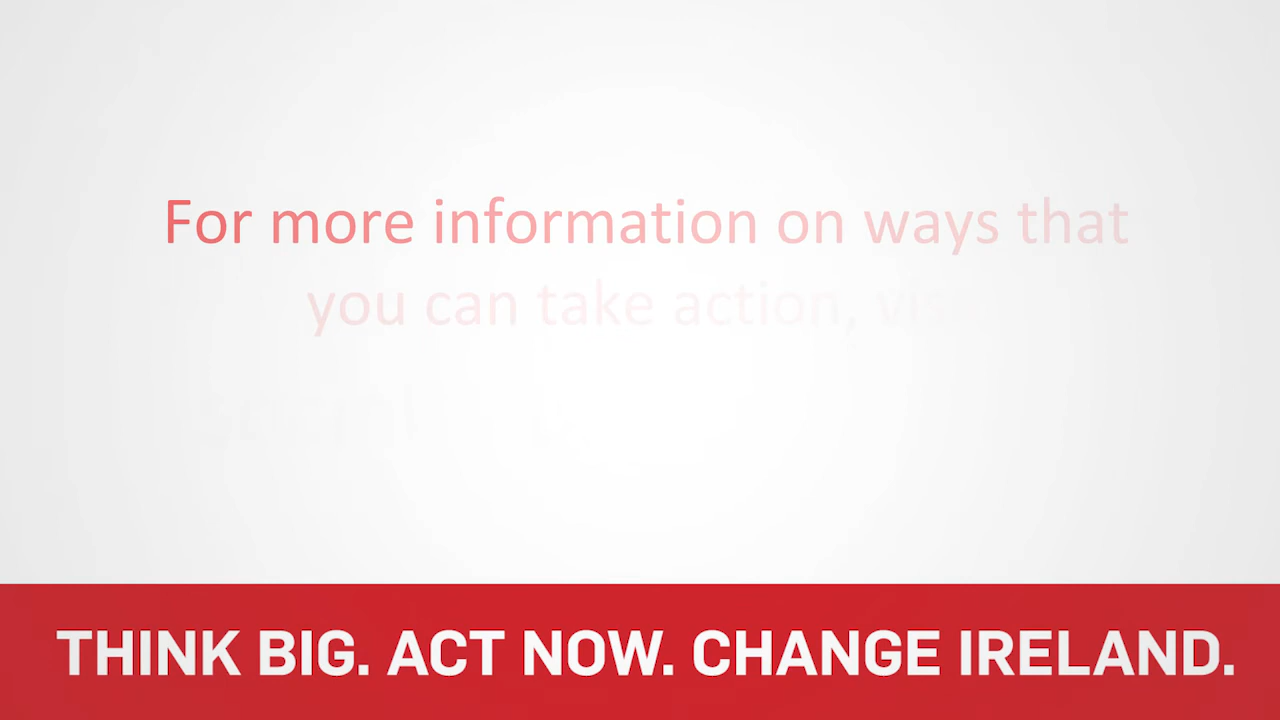 For more information on ways that
you can take action,
THINK BIG. ACT NOW. CHANGE IRELAND.